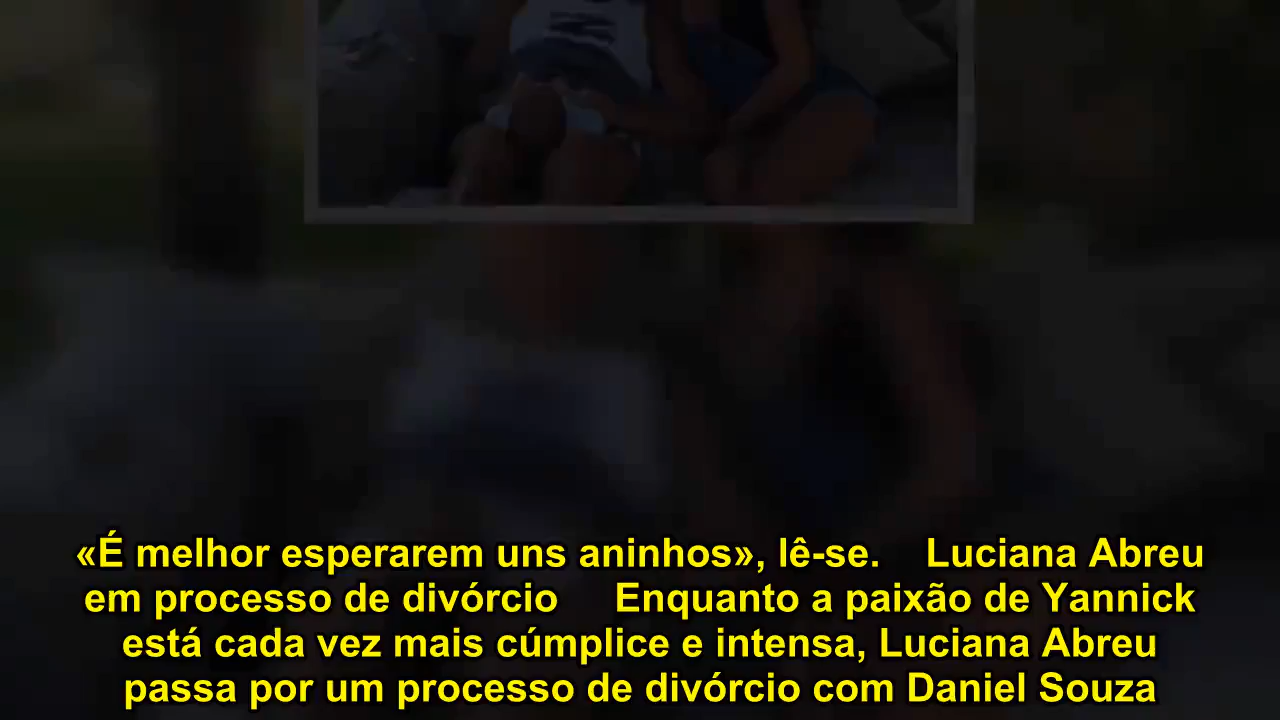 «É melhor esperarem uns aninhos», lê-se.    Luciana Abreu
em processo de divórcio     Enquanto a paixão de Yannick
está cada vez mais cúmplice e intensa, Luciana Abreu
passa por um processo de divórcio com Daniel Souza